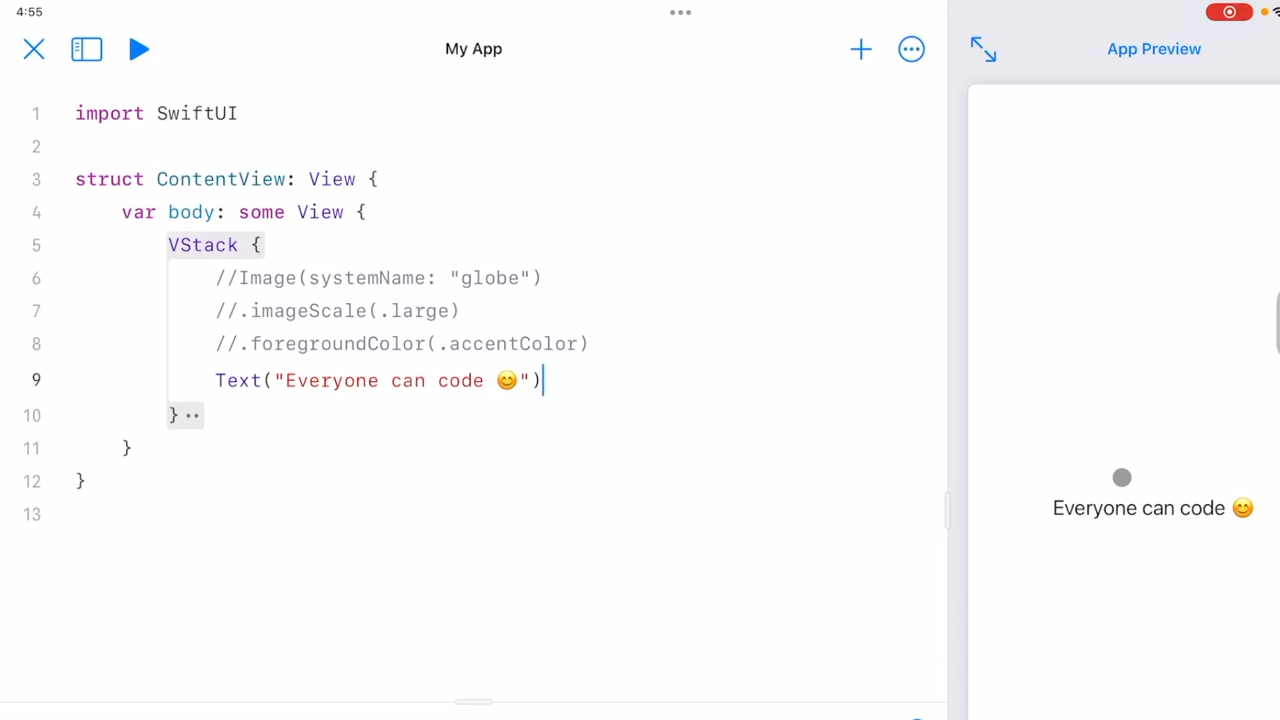 4:55
My App
App Preview
1 import SwiftUI
2
3 struct ContentView: View {
4 var body: some View {
5 VStack {
6 //Image(systemName: "globe")
7 //.imageScale(.large)
8 //.foregroundColor(.accentColor)
9 Text("Everyone can code 😊")
10 }
11 }
12 }
13
Everyone can code 😊